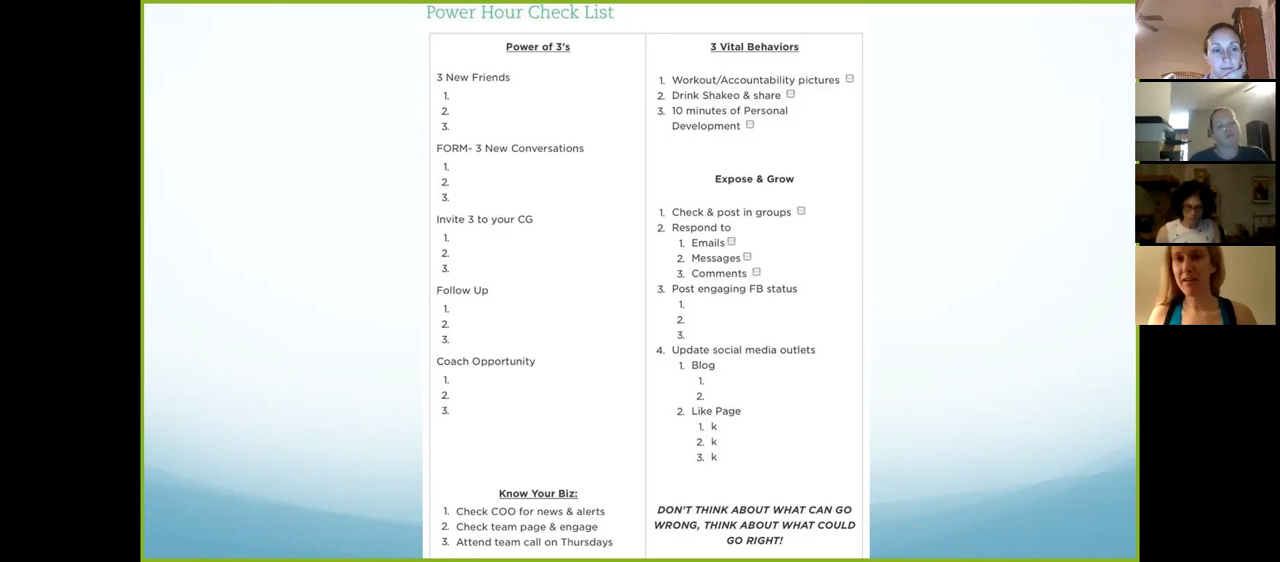 Power Hour Check List
Power of 3's
3 New Friends
1.
2.
3.
FORM- 3 New Conversations
1.
2.
3.
Invite 3 to your CG
1.
2.
3.
Follow Up
1.
2.
3.
Coach Opportunity
1.
2.
3.
Know Your Biz:
1. Check COO for news & alerts
2. Check team page & engage
3. Attend team call on Thursdays
3 Vital Behaviors
1. Workout/Accountability pictures
2. Drink Shakeo & share
3. 10 minutes of Personal
Development
Expose & Grow
1. Check & post in groups
2. Respond to
1. Emails
2. Messages
3. Comments
3. Post engaging FB status
1.
2.
3.
4. Update social media outlets
1. Blog
1.
2.
2. Like Page
1. k
2. k
3. k
DON'T THINK ABOUT WHAT CAN GO
WRONG, THINK ABOUT WHAT COULD
GO RIGHT!